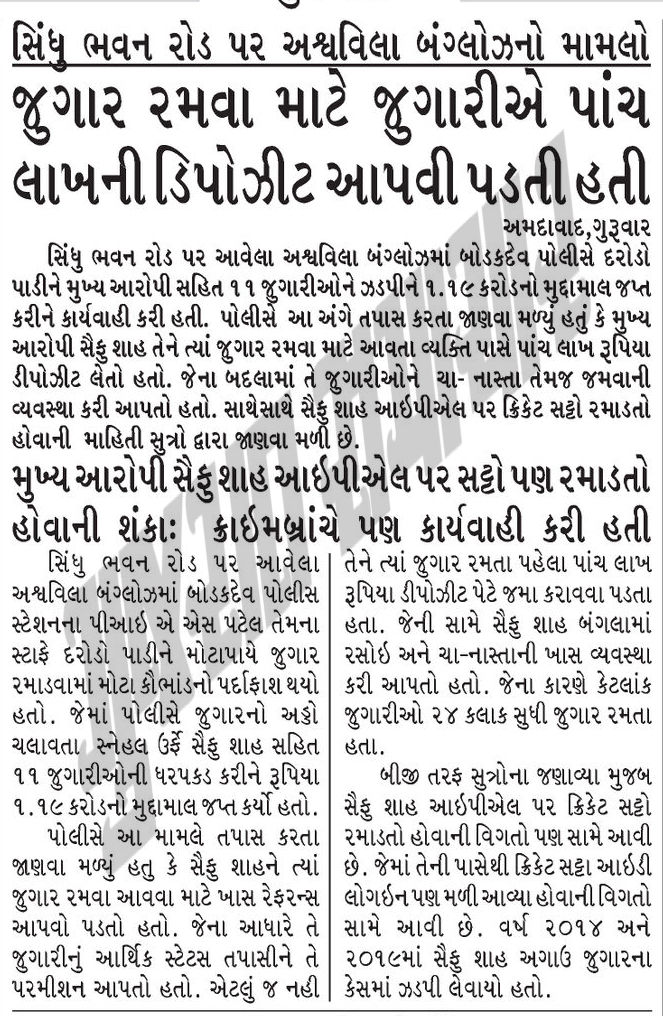 સિંધુ ભવન રોડ પર અશ્વવિલા બંગ્લોઝનો મામલો
જુગાર રમવા માટે જુગારીએ પાંચ
લાખની ડિપોઝીટ આપવી પડતી હતી
અમદાવાદ,ગુરૂવાર
સિંધુ ભવન રોડ પર આવેલા અશ્વવિલા બંગ્લોઝમાં બોડકદેવ પોલીસે દરોડો
પાડીને મુખ્ય આરોપી સહિત ૧૧ જુગારીઓને ઝડપીને ૧.૧૯ કરોડનો મુદ્દામાલ જપ્ત
કરીને કાર્યવાહી કરી હતી. પોલીસે આ અંગે તપાસ કરતા જાણવા મળ્યું હતું કે મુખ્ય
આરોપી સૈફુ શાહ તેને ત્યાં જુગાર રમવા માટે આવતા વ્યક્તિ પાસે પાંચ લાખ રૂપિયા
ડીપોઝીટ લેતો હતો. જેના બદલામાં તે જુગારીઓને ચા- નાસ્તા તેમજ જમવાની
વ્યવસ્થા કરી આપતો હતો. સાથેસાથે સૈફુ શાહ આઇપીએલ પર ક્રિકેટ સટ્ટો રમાડતો
હોવાની માહિતી સુત્રો દ્વારા જાણવા મળી છે.
મુખ્ય આરોપી સૈફુ શાહ આઇપીએલ પર સટ્ટો પણ રમાડતો
હોવાની શંકાઃ ક્રાઇમબ્રાંચે પણ કાર્યવાહી કરી હતી
સિંધુ ભવન રોડ પર આવેલા
અશ્વવિલા બંગ્લોઝમાં બોડકદેવ પોલીસ
સ્ટેશનના પીઆઈ એ એસ પટેલ તેમના
સ્ટાફે દરોડો પાડીને મોટાપાયે જુગાર
રમાડવામાં મોટા કૌભાંડનો પર્દાફાશ થયો
હતો. જેમાં પોલીસે જુગારનો અડ્ડો
ચલાવતા સ્નેહલ ઉર્ફે સૈફુ શાહ સહિત
૧૧ જુગારીઓની ધરપકડ કરીને રૂપિયા
૧.૧૯ કરોડનો મુદ્દામાલ જપ્ત કર્યો હતો.
પોલીસે આ મામલે તપાસ કરતા
જાણવા મળ્યું હતુ કે સૈફુ શાહને ત્યાં
જુગાર રમવા આવવા માટે ખાસ રેફરન્સ
આપવો પડતો હતો. જેના આધારે તે
જુગારીનું આર્થિક સ્ટેટસ તપાસીને તે
પરમીશન આપતો હતો. એટલું જ નહી
તેને ત્યાં જુગાર રમતા પહેલા પાંચ લાખ
રૂપિયા ડીપોઝીટ પેટે જમા કરાવવા પડતા
હતા. જેની સામે સૈફુ શાહ બંગલામાં
રસોઇ અને ચા-નાસ્તાની ખાસ વ્યવસ્થા
કરી આપતો હતો. જેના કારણે કેટલાંક
જુગારીઓ ૨૪ કલાક સુધી જુગાર રમતા
હતા.
બીજી તરફ સુત્રોના જણાવ્યા મુજબ
સૈફુ શાહ આઇપીએલ પર ક્રિકેટ સટ્ટો
રમાડતો હોવાની વિગતો પણ સામે આવી
છે. જેમાં તેની પાસેથી ક્રિકેટ સટ્ટા આઇડી
લોગઇન પણ મળી આવ્યા હોવાની વિગતો
સામે આવી છે. વર્ષ ૨૦૧૪ અને
૨૦૧૯માં સૈફુ શાહ અગાઉ જુગારના
કેસમાં ઝડપી લેવાયો હતો.